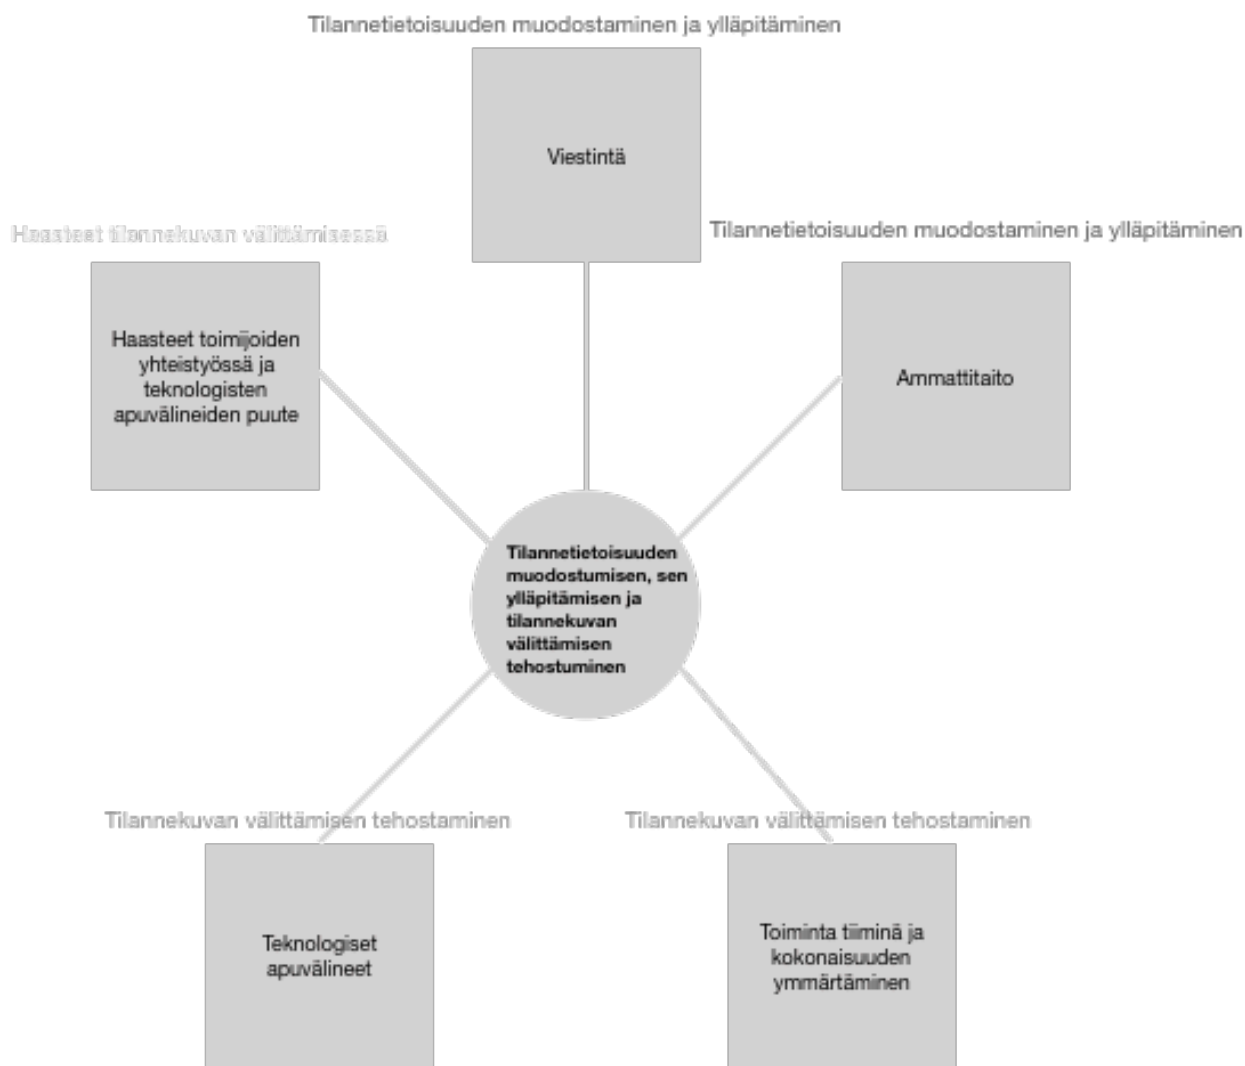 Tilannetietoisuuden muodostaminen ja ylläpitäminen
Viestintä
Haasteet tilannekuvan välittämisessä
Haasteet toimijoiden
yhteistyössä ja
teknologisten
apuvälineiden puute
Tilannetietoisuuden muodostaminen ja ylläpitäminen
Ammattitaito
Tilannetietoisuuden
muodostumisen, sen
ylläpitämisen ja
tilannekuvan
välittämisen
tehostuminen
Tilannekuvan välittämisen tehostaminen
Teknologiset
apuvälineet
Tilannekuvan välittämisen tehostaminen
Toiminta tiiminä ja
kokonaisuuden
ymmärtäminen